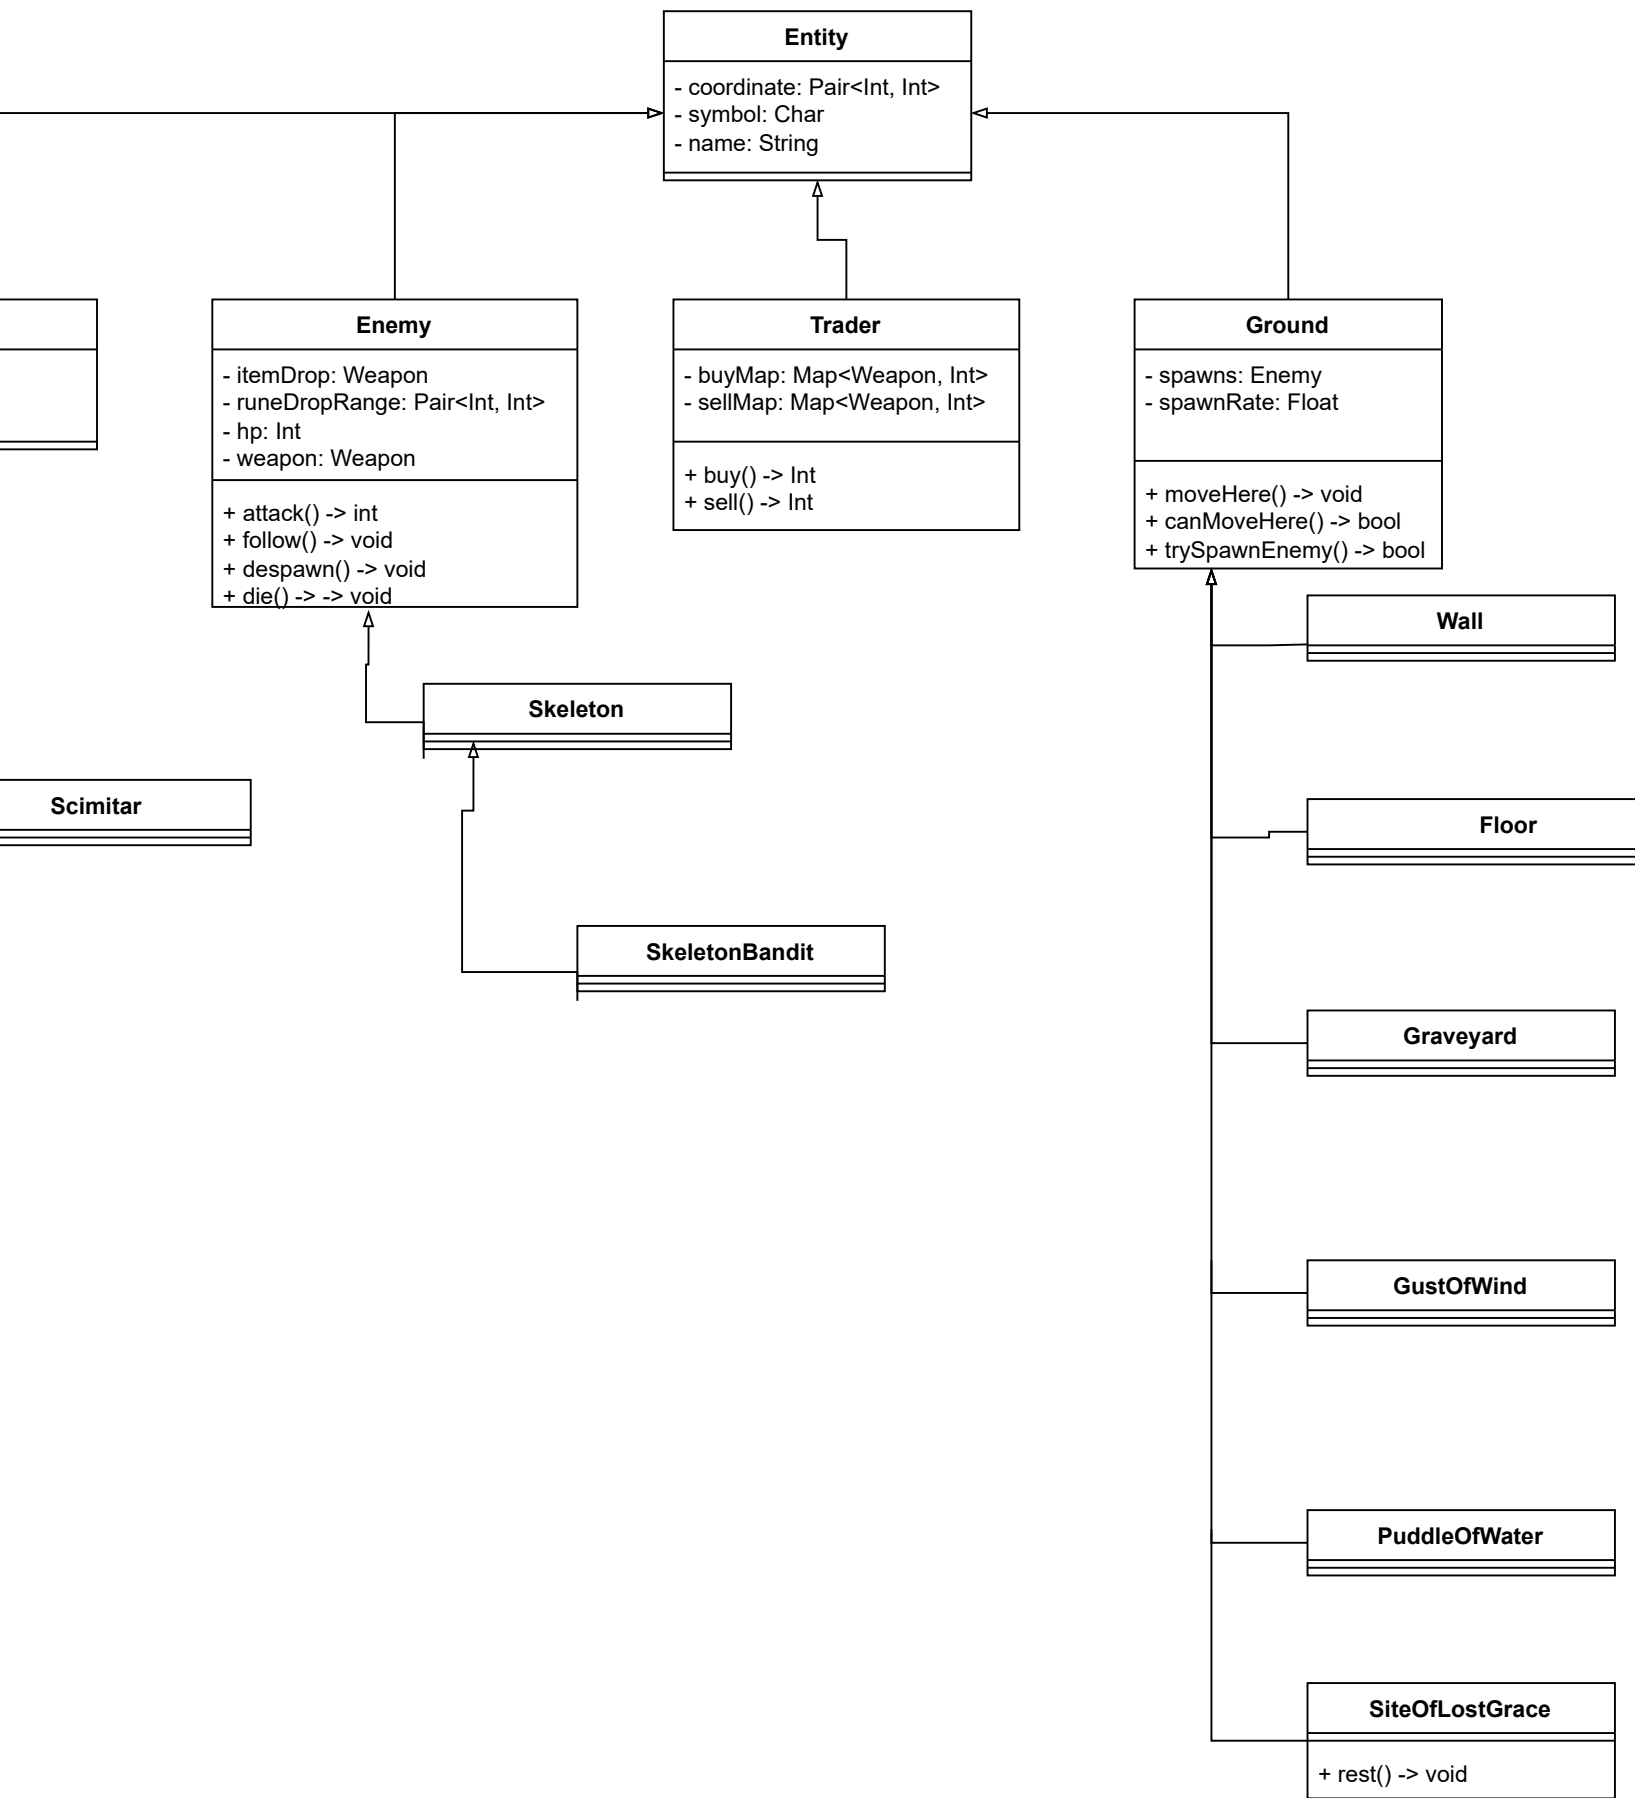 Entity
- coordinate: Pair<Int, Int>
- symbol: Char
- name: String
Enemy
- itemDrop: Weapon
- runeDropRange: Pair<Int, Int>
- hp: Int
- weapon: Weapon
+ attack() -> int
+ follow() -> void
+ despawn() -> void
+ die() -> -> void
Trader
- buyMap: Map<Weapon, Int>
- sellMap: Map<Weapon, Int>
+ buy() -> Int
+ sell() -> Int
Ground
- spawns: Enemy
- spawnRate: Float
+ moveHere() -> void
+ canMoveHere() -> bool
+ trySpawnEnemy() -> bool
Wall
Skeleton
Scimitar
Floor
SkeletonBandit
Graveyard
GustOfWind
PuddleOfWater
SiteOfLostGrace
+ rest() -> void